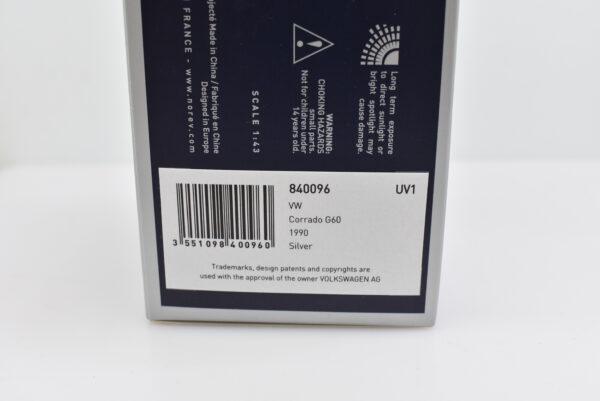 Long term exposure
to direct sunlight or
bright spotlight may
cause damage.
WARNING:
CHOKING HAZARDS
small parts.
Not for children under
14 years old.
SCALE 1:43
Made in China / Fabriqué en Chine
Designed in Europe
FRANCE - www.norev.com
840096 UV1
VW
Corrado G60
1990
Silver
3 551098 400960
Trademarks, design patents and copyrights are
used with the approval of the owner VOLKSWAGEN AG